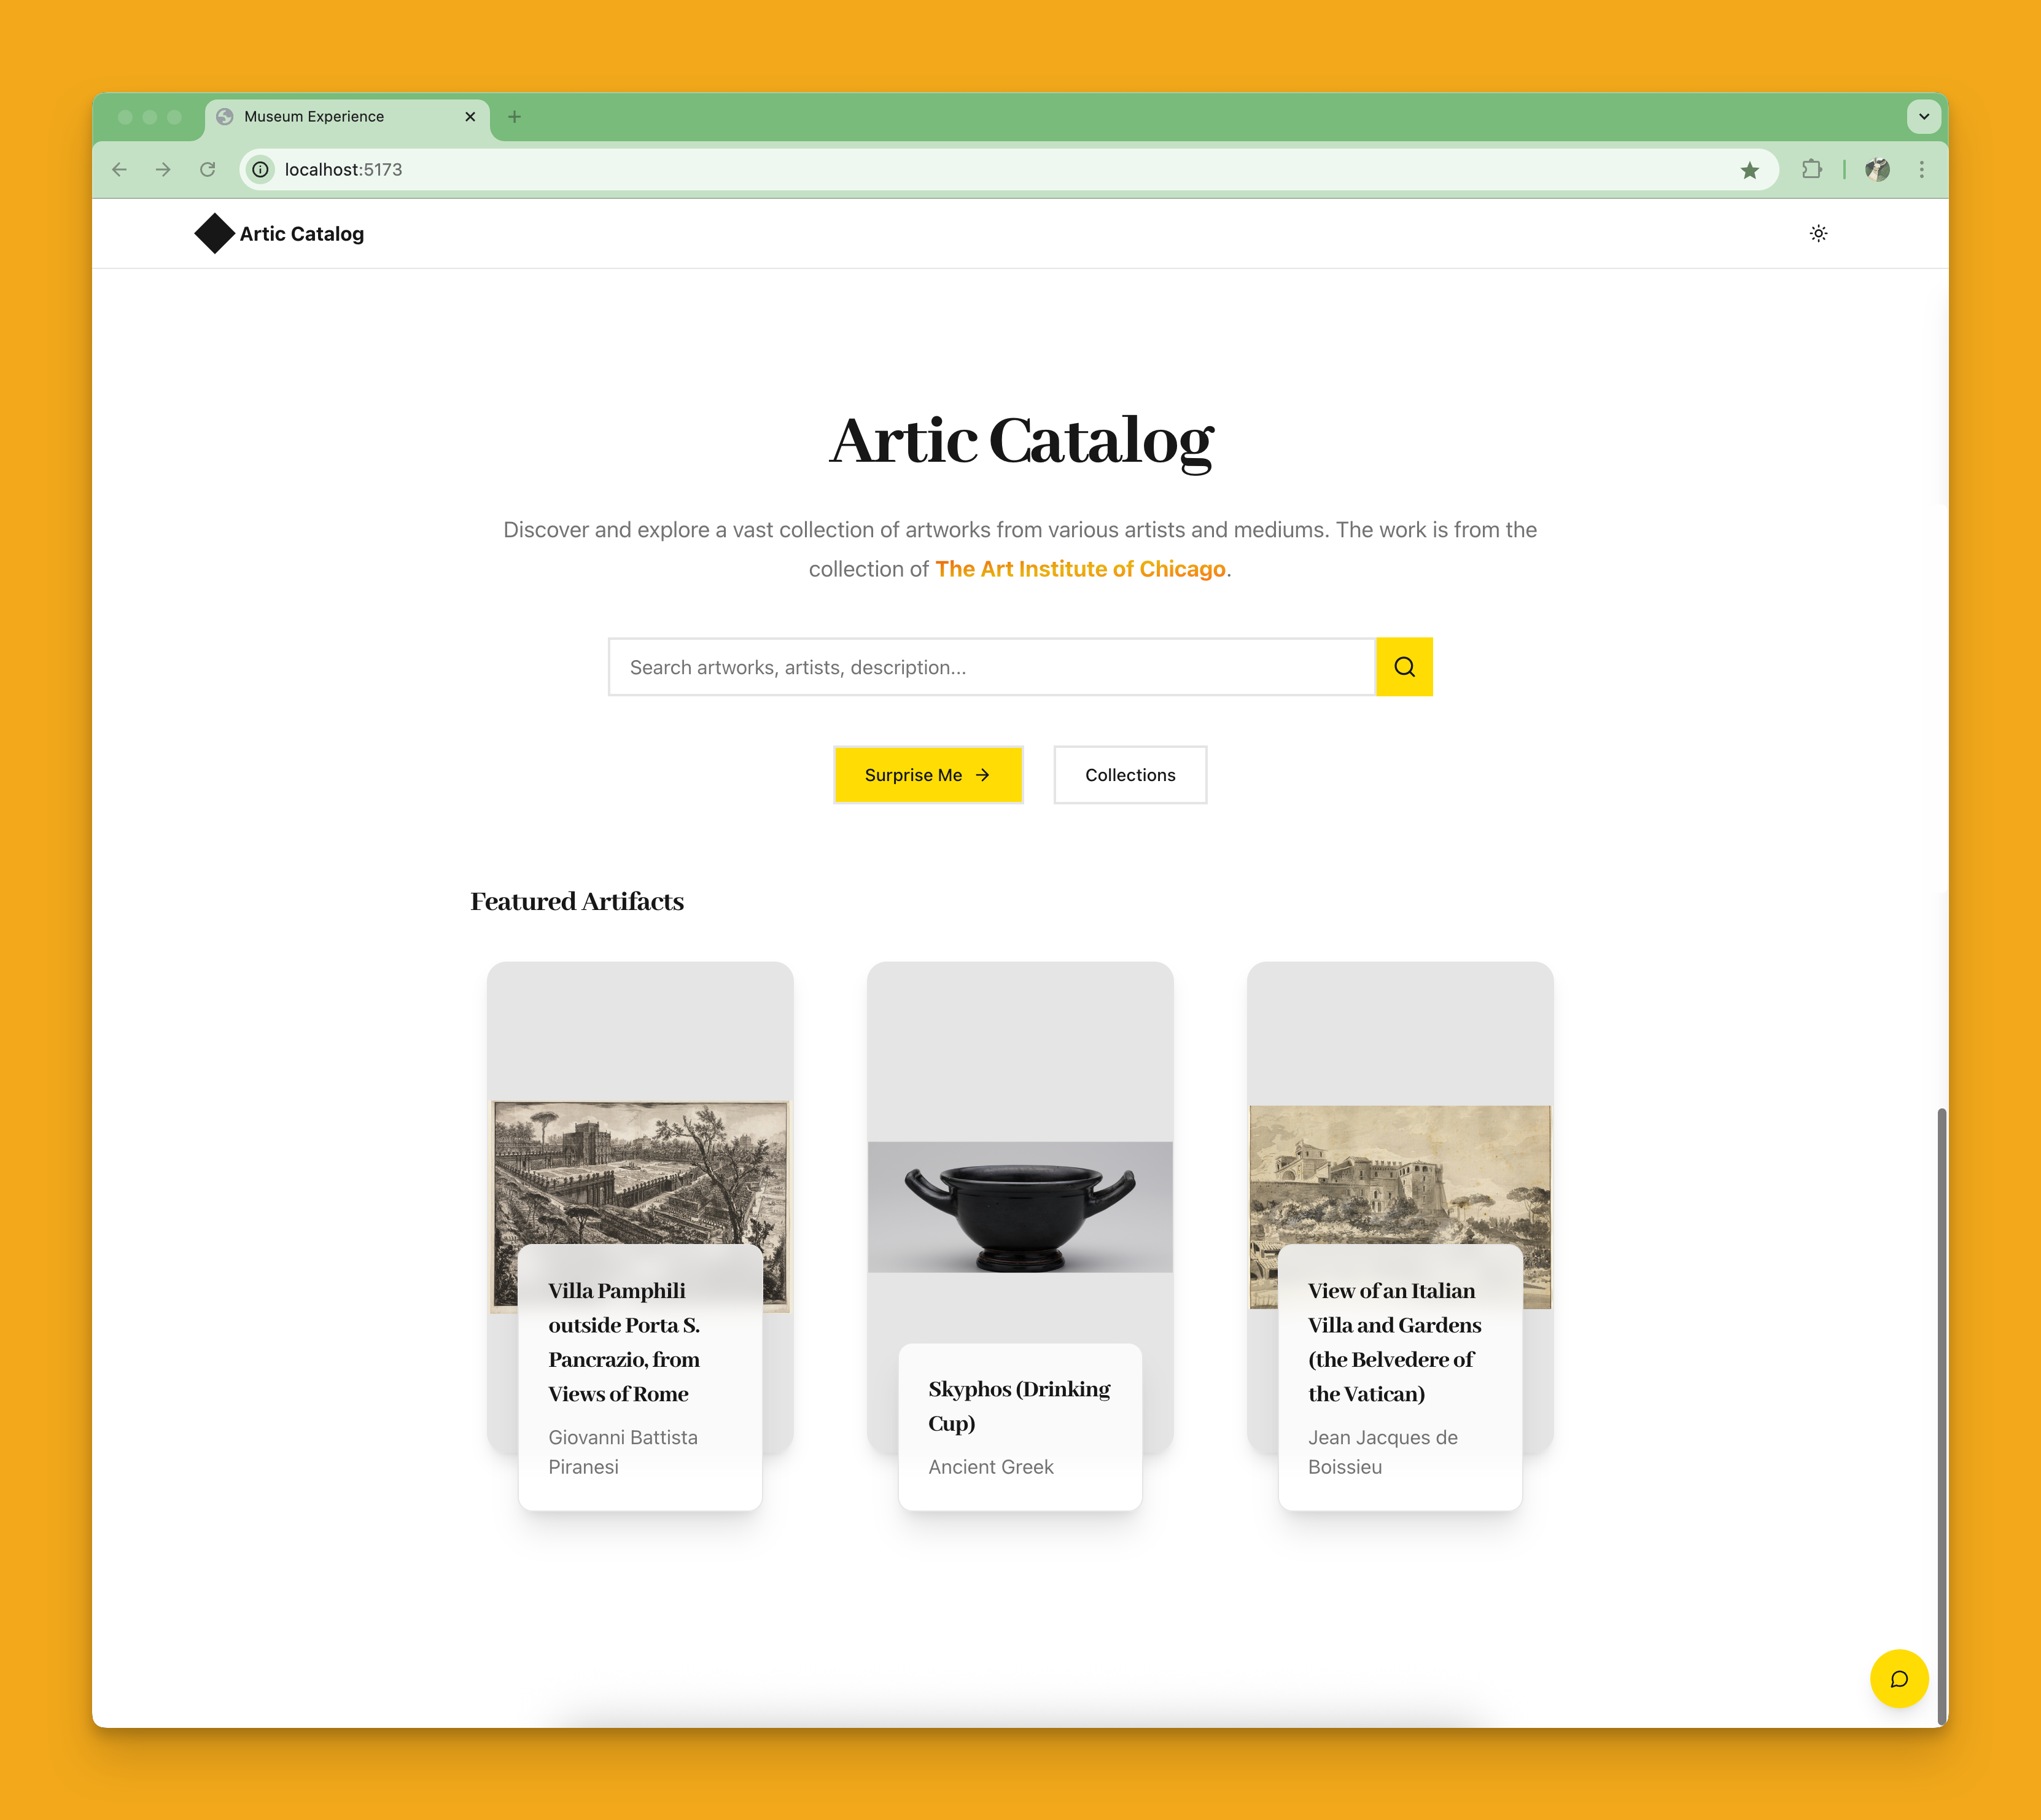 Museum Experience
localhost:5173
Artic Catalog
Artic Catalog
Discover and explore a vast collection of artworks from various artists and mediums. The work is from the
collection of The Art Institute of Chicago.
Search artworks, artists, description...
Surprise Me
Collections
Featured Artifacts
Villa Pamphili
outside Porta S.
Pancrazio, from
Views of Rome
Giovanni Battista
Piranesi
Skyphos (Drinking
Cup)
Ancient Greek
View of an Italian
Villa and Gardens
(the Belvedere of
the Vatican)
Jean Jacques de
Boissieu